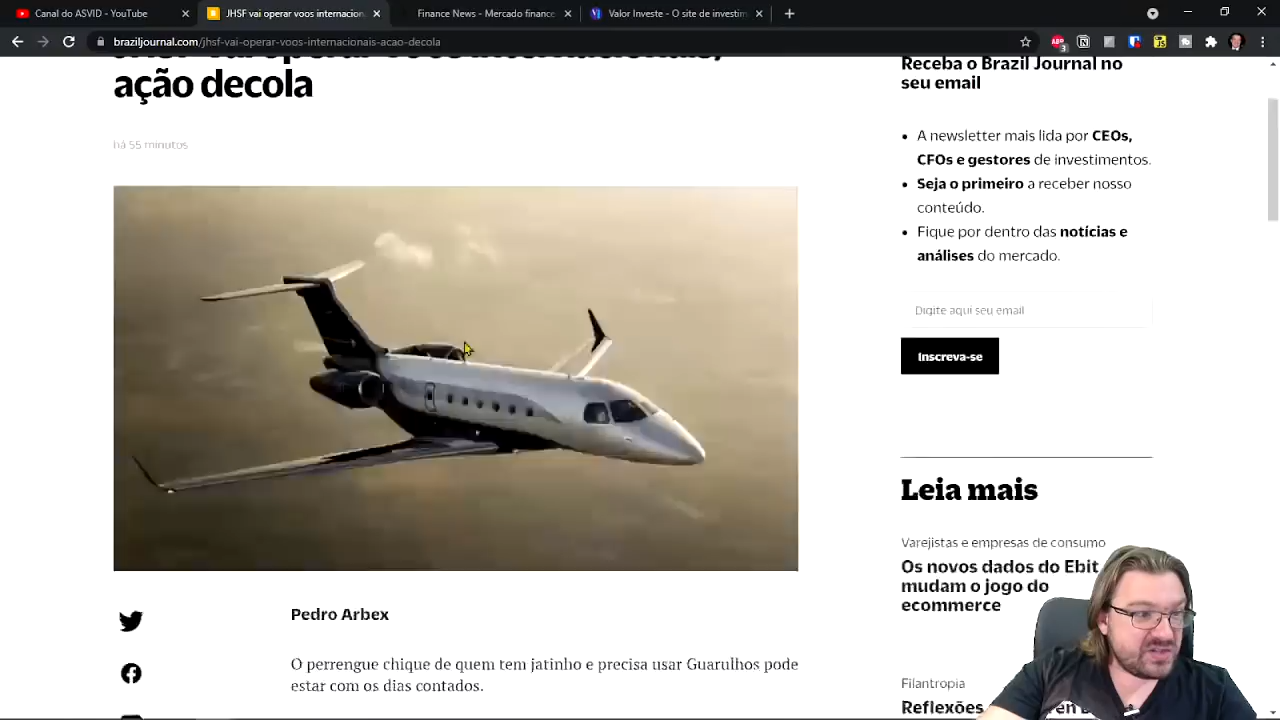 Canal do ASVID - YouTube
JHSF vai operar voos internacio
Finance News - Mercado finance
Valor Investe - O site de investim
braziljournal.com/jhsf-vai-operar-voos-internacionais-acao-decola
ação decola
há 55 minutos
Pedro Arbex
O perrengue chique de quem tem jatinho e precisa usar Guarulhos pode
estar com os dias contados.
Receba o Brazil Journal no
seu email
A newsletter mais lida por CEOs,
CFOs e gestores de investimentos.
Seja o primeiro a receber nosso
conteúdo.
Fique por dentro das notícias e
análises do mercado.
Digite aqui seu email
Inscreva-se
Leia mais
Varejistas e empresas de consumo
Os novos dados do Ebit
mudam o jogo do
ecommerce
Filantropia
Reflexões